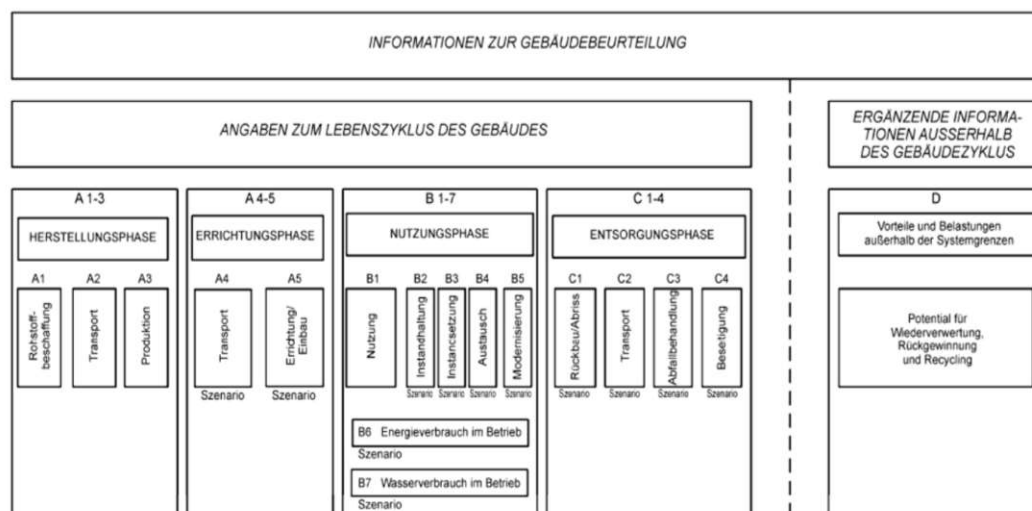 INFORMATIONEN ZUR GEBÄUDEBEURTEILUNG
ANGABEN ZUM LEBENSZYKLUS DES GEBÄUDES
ERGÄNZENDE INFORMA-
TIONEN AUSSERHALB
DES GEBÄUDEZYKLUS
A 1-3
HERSTELLUNGSPHASE
A1
A2
A3
Rohstoff-
beschaffung
Transport
Produktion
A 4-5
ERRICHTUNGSPHASE
A4
A5
Transport
Errichtung/
Einbau
Szenario
Szenario
B 1-7
NUTZUNGSPHASE
B1
B2
B3
B4
B5
Nutzung
Instandhaltung
Instancsetzung
Austausch
Modernisierung
Szenario
Szenario
Szenario
Szenario
B6 Energieverbrauch im Betrieb
Szenario
B7 Wasserverbrauch im Betrieb
Szenario
C 1-4
ENTSORGUNGSPHASE
C1
C2
C3
C4
Rückbau/Abriss
Transport
Abfallbehandlung
Beseitigung
Szenario
Szenario
Szenario
Szenario
D
Vorteile und Belastungen
außerhalb der Systemgrenzen
Potential für
Wiederverwertung,
Rückgewinnung
und Recycling